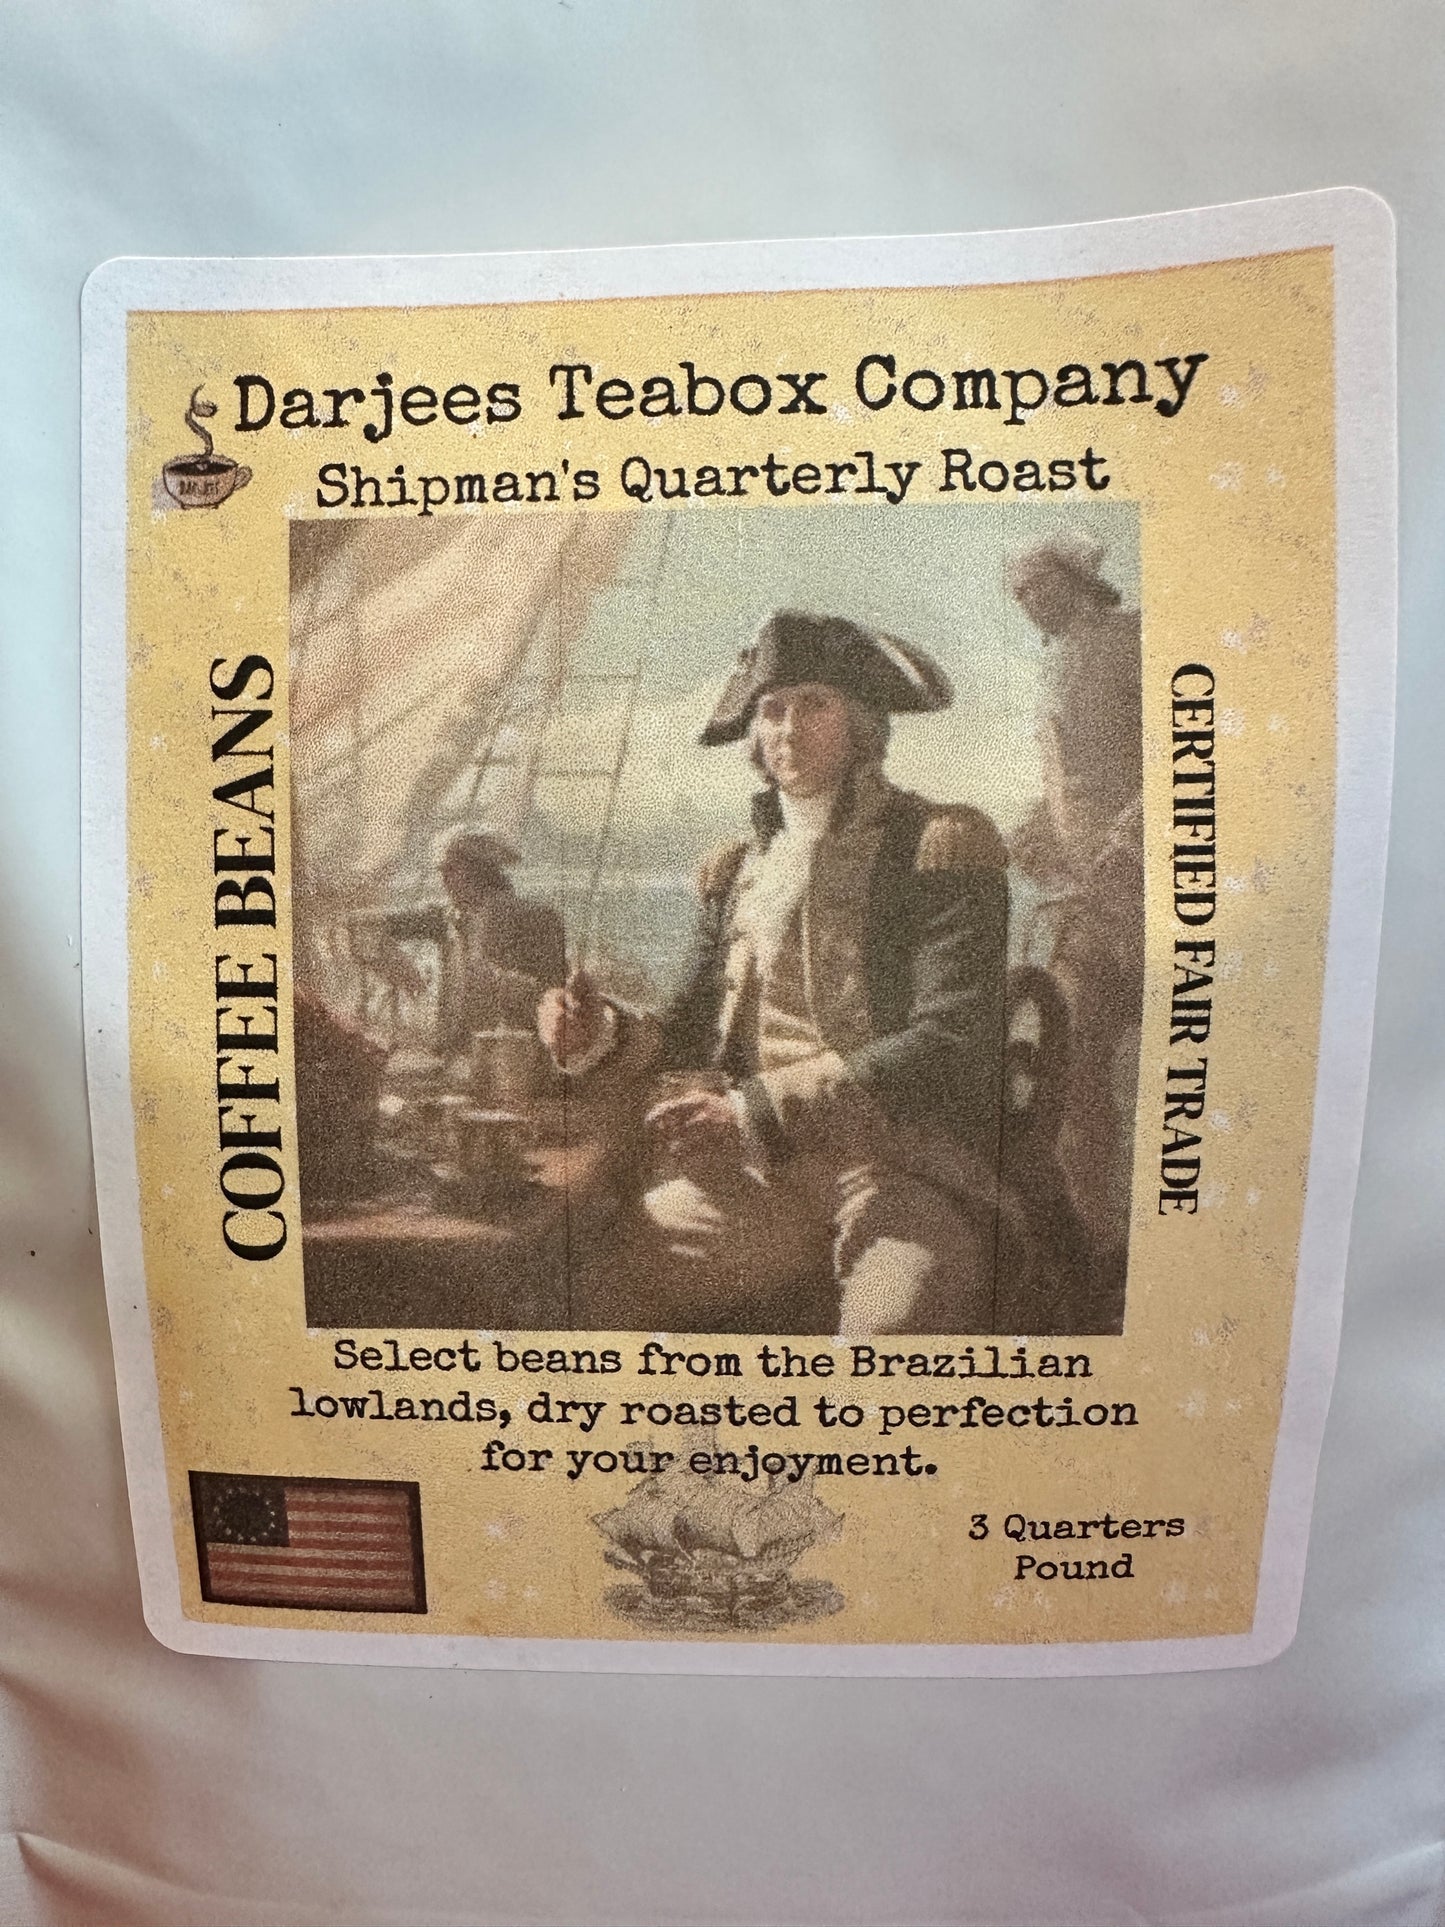 Darjees Teabox Company
Shipman's Quarterly Roast
COFFEE BEANS
CERTIFIED FAIR TRADE
Select beans from the Brazilian
lowlands, dry roasted to perfection
for your enjoyment.
3 Quarters
Pound